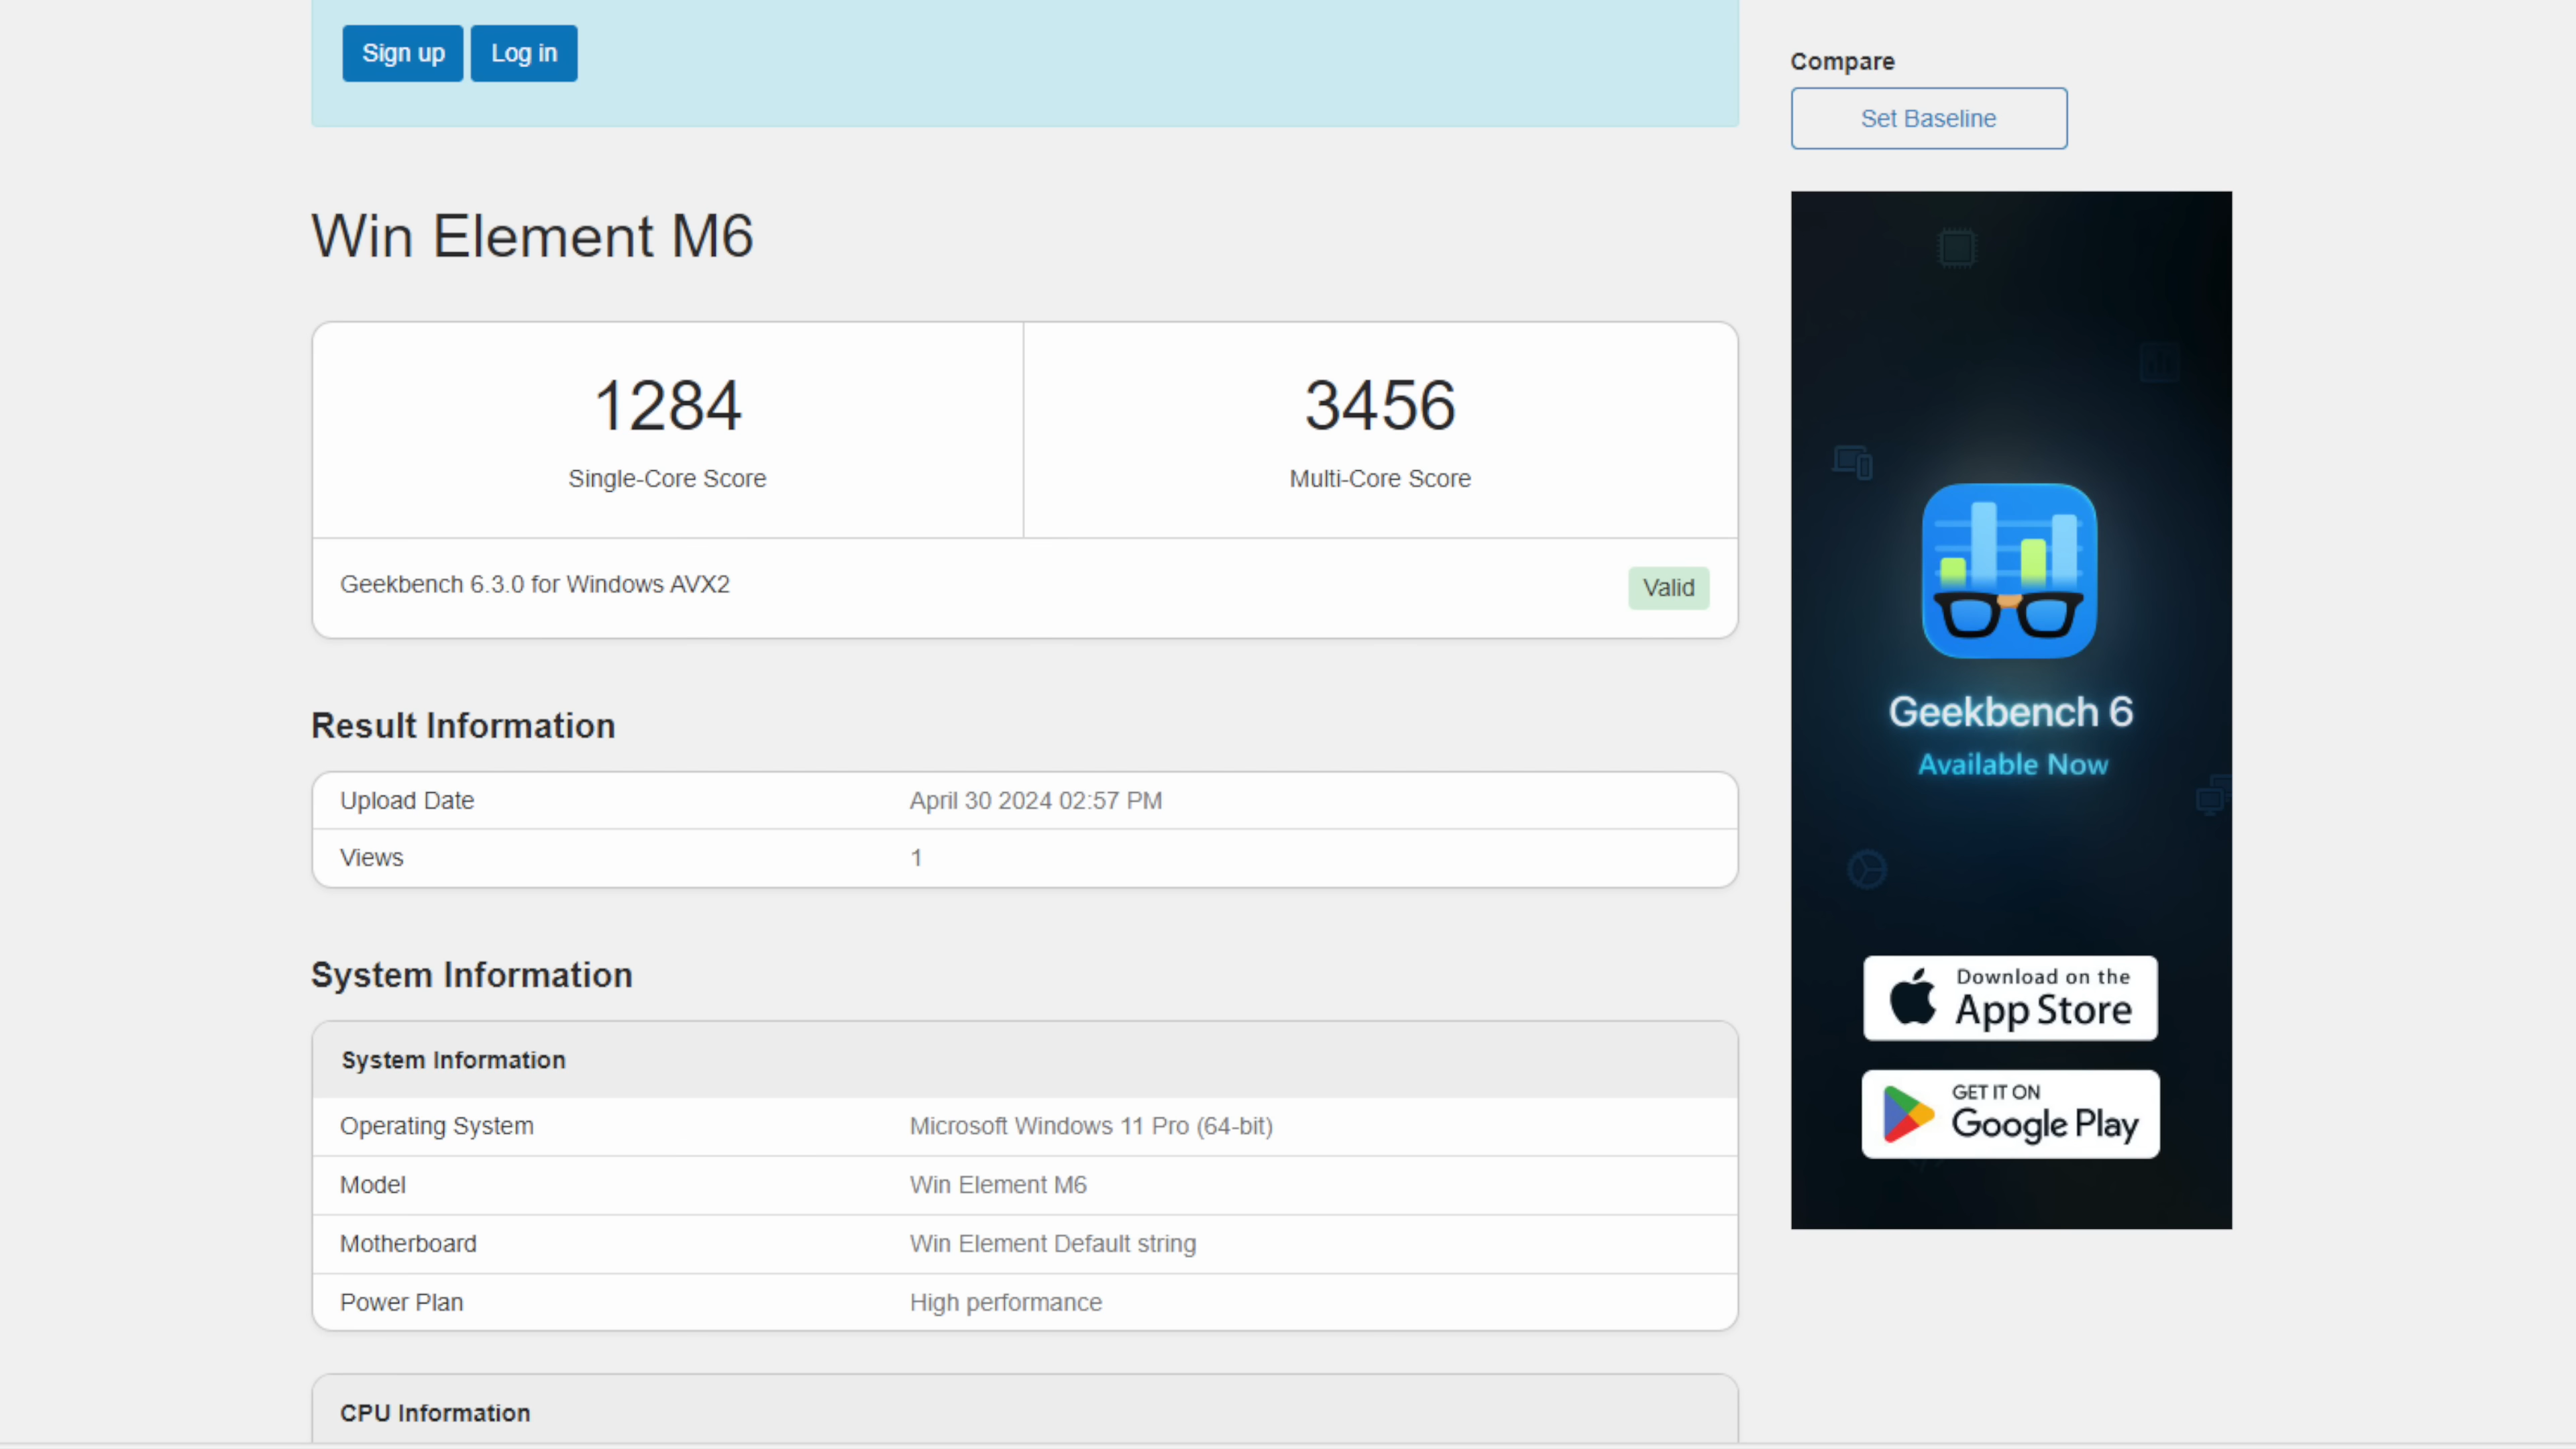 Sign up Log in
Compare
Set Baseline
Win Element M6
1284
Single-Core Score
3456
Multi-Core Score
Geekbench 6.3.0 for Windows AVX2
Valid
Result Information
Upload Date April 30 2024 02:57 PM
Views 1
System Information
System Information
Operating System Microsoft Windows 11 Pro (64-bit)
Model Win Element M6
Motherboard Win Element Default string
Power Plan High performance
CPU Information
Geekbench 6
Available Now
Download on the
App Store
GET IT ON
Google Play